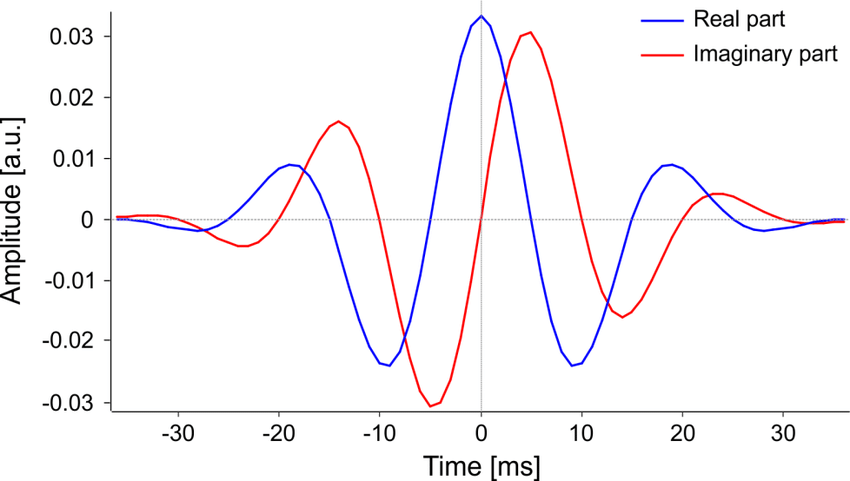 Real part
Imaginary part
Amplitude [a.u.]
0.03
0.02
0.01
0
-0.01
-0.02
-0.03
-30 -20 -10 0 10 20 30
Time [ms]